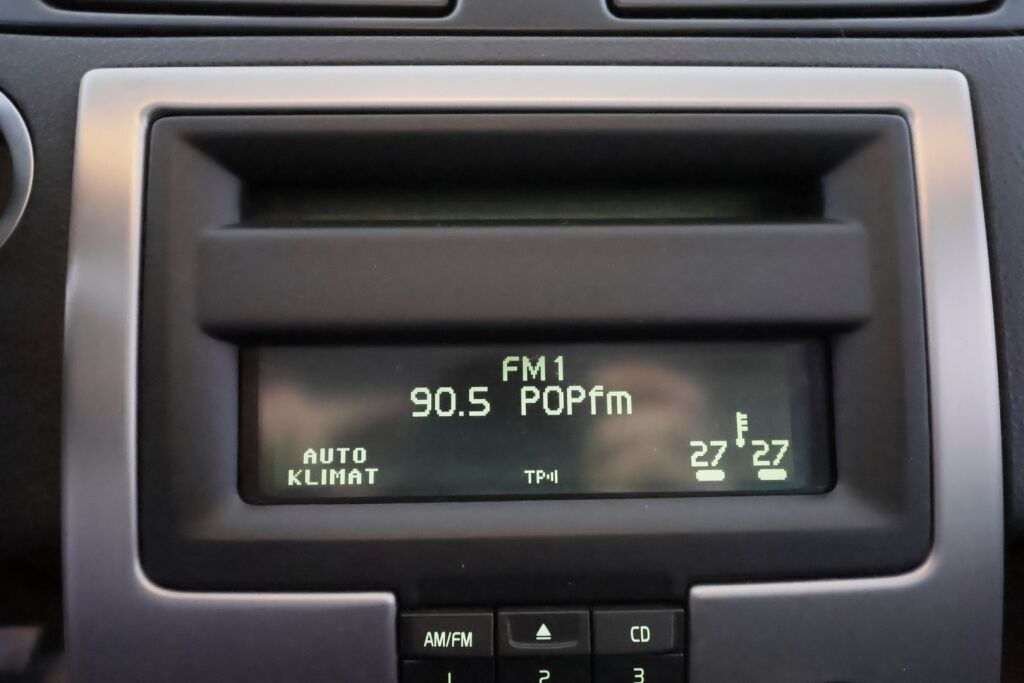 FM1
90.5 POPfm
AUTO
KLIMAT
TP
27 27
AM/FM CD
1 2 3